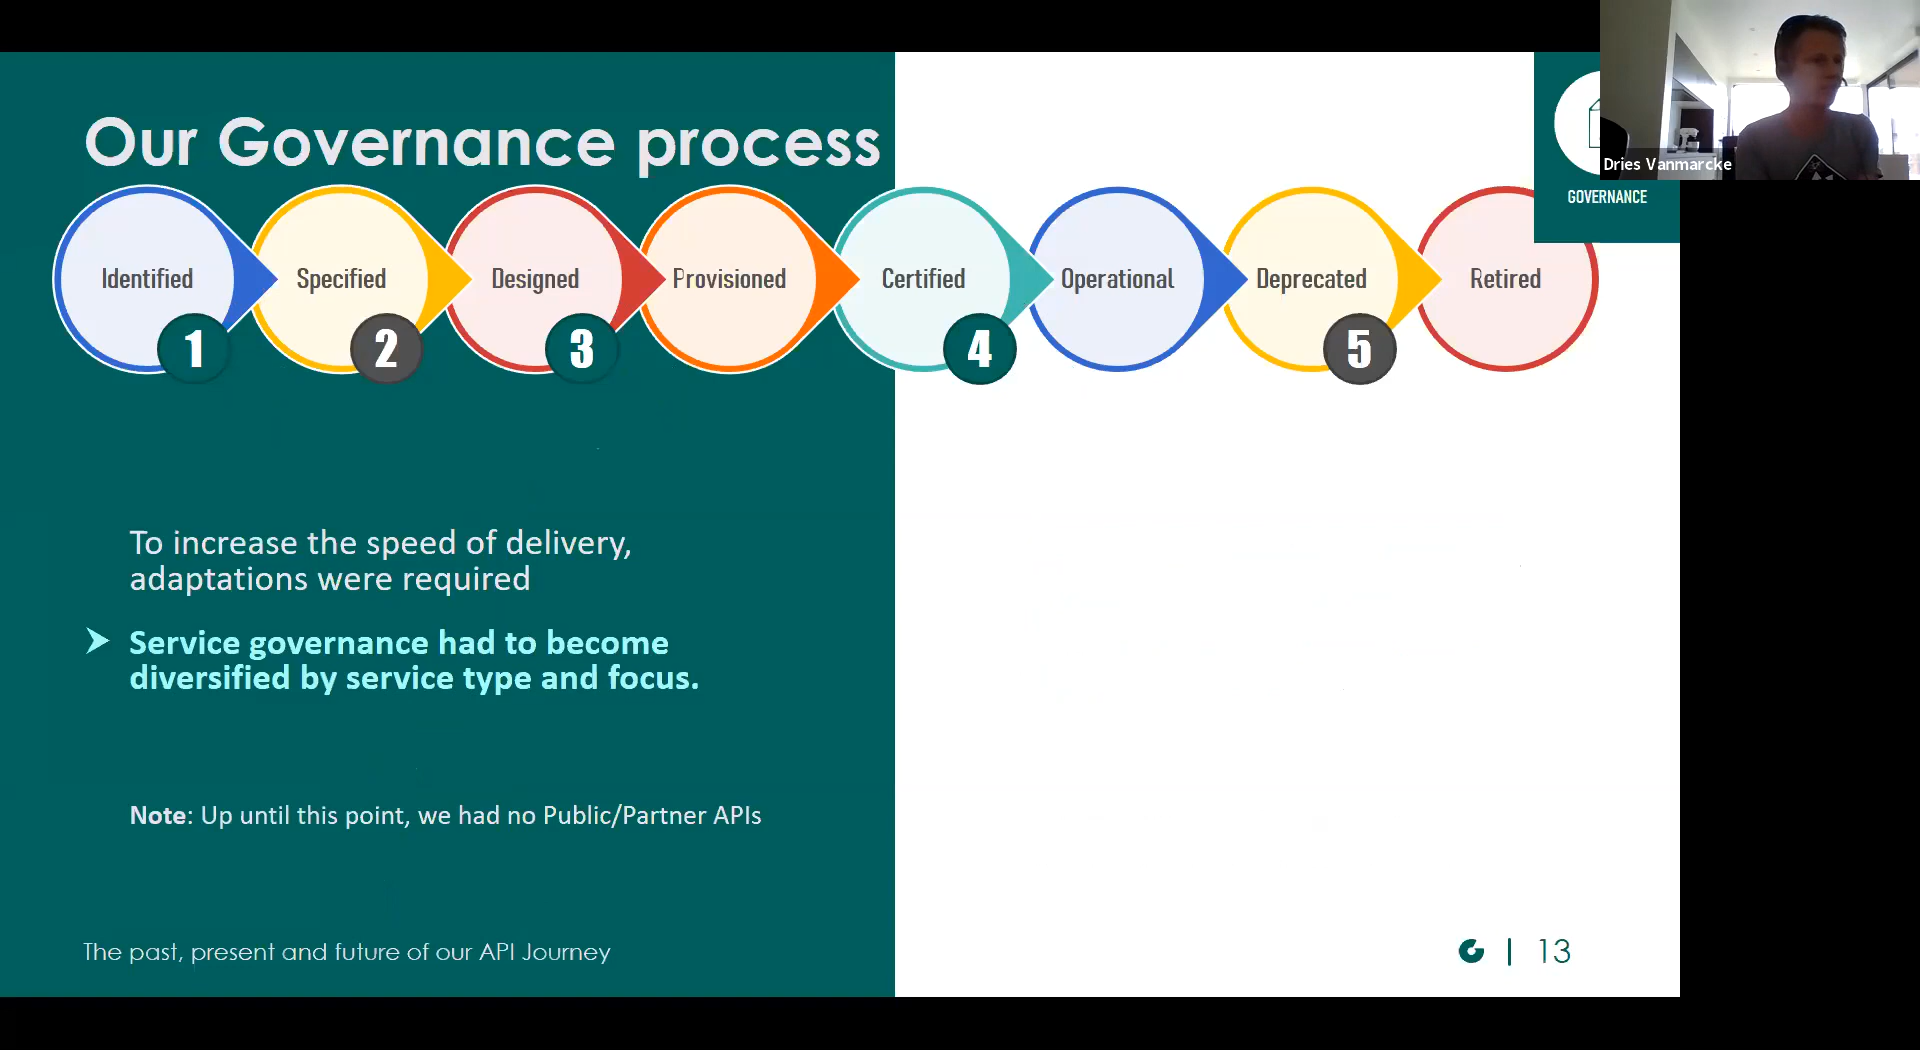 Our Governance process
Dries Vanmarcke
GOVERNANCE
Identified
Specified
Designed
Provisioned
Certified
Operational
Deprecated
Retired
1
2
3
4
5
To increase the speed of delivery,
adaptations were required
Service governance had to become
diversified by service type and focus.
Note: Up until this point, we had no Public/Partner APIs
The past, present and future of our API Journey
13